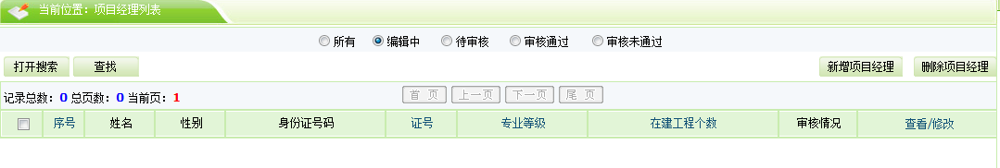 当前位置：项目经理列表
所有 编辑中 待审核 审核通过 审核未通过
打开搜索 查找 新增项目经理 删除项目经理
记录总数：0 总页数：0 当前页：1 首 页 上一页 下一页 尾 页
序号 姓名 性别 身份证号码 证号 专业等级 在建工程个数 审核情况 查看/修改